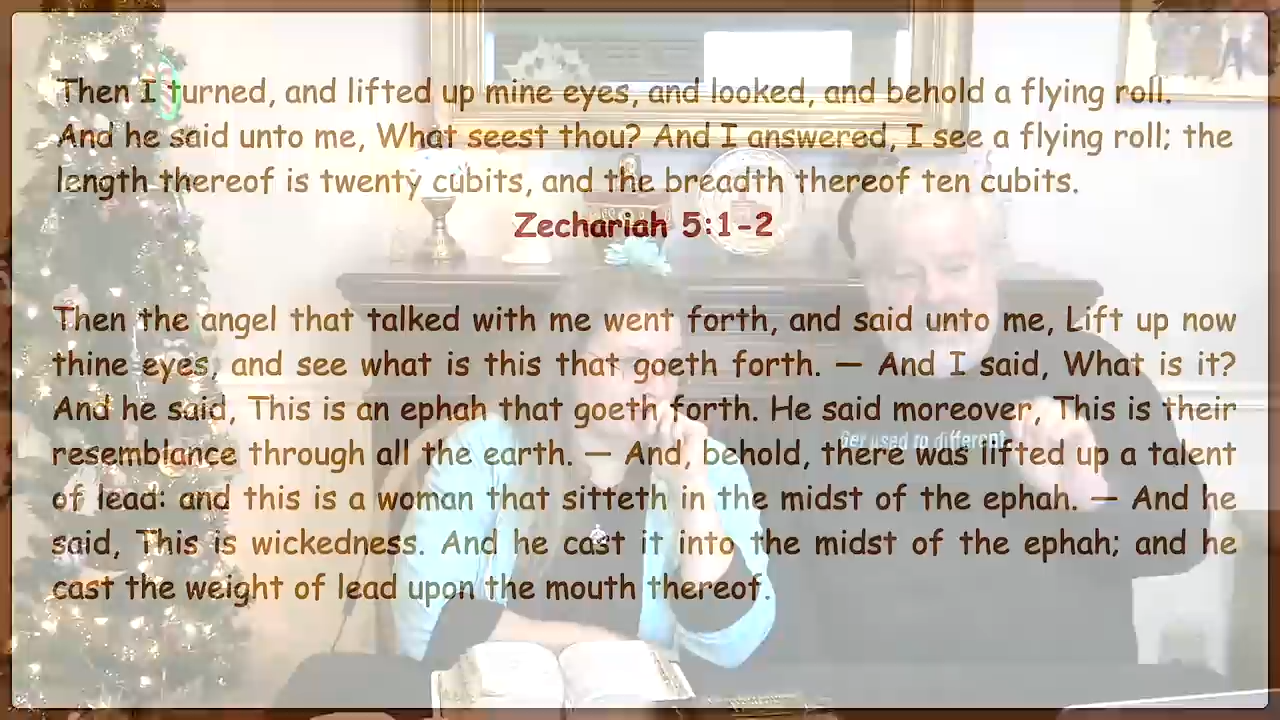 Then I turned, and lifted up mine eyes, and looked, and behold a flying roll.
And he said unto me, What seest thou? And I answered, I see a flying roll; the
length thereof is twenty cubits, and the breadth thereof ten cubits.
Zechariah 5:1-2
Then the angel that talked with me went forth, and said unto me, Lift up now
thine eyes, and see what is this that goeth forth. — And I said, What is it?
And he said, This is an ephah that goeth forth. He said moreover, This is their
resemblance through all the earth. — And, behold, there was lifted up a talent
of lead: and this is a woman that sitteth in the midst of the ephah. — And he
said, This is wickedness. And he cast it into the midst of the ephah; and he
cast the weight of lead upon the mouth thereof.
Get used to different